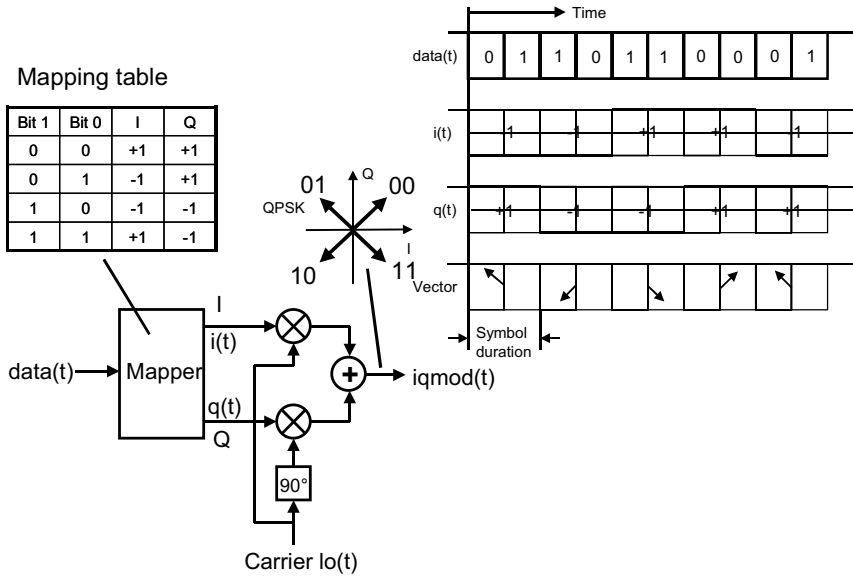 Time
data(t) 0 1 1 0 1 1 0 0 0 1
Mapping table
Bit 1 Bit 0 I Q
0 0 +1 +1
0 1 -1 +1
1 0 -1 -1
1 1 +1 -1
i(t) -1 -1 +1 +1 -1
q(t) +1 -1 -1 +1 +1
Vector
Symbol
duration
01 Q 00
QPSK
I
10 11
I
i(t)
data(t) Mapper
+
iqmod(t)
q(t)
Q
90°
Carrier lo(t)